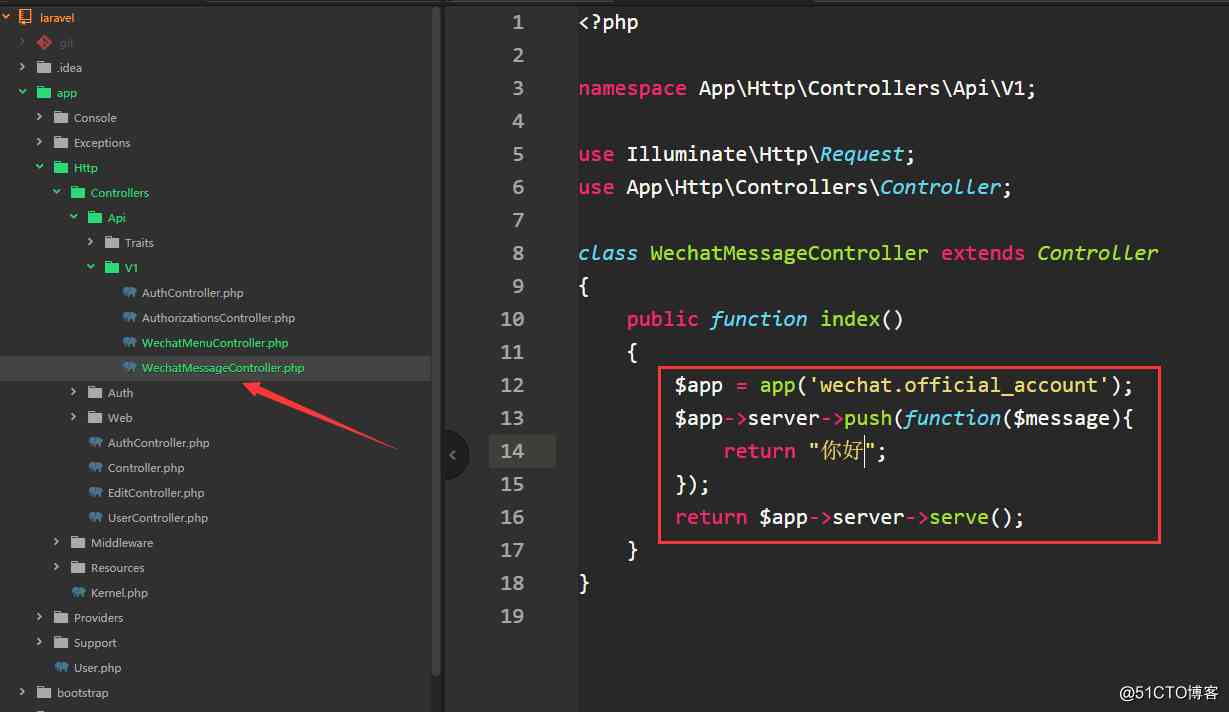 laravel
.git
.idea
app
Console
Exceptions
Http
Controllers
Api
Traits
V1
AuthController.php
AuthorizationsController.php
WechatMenuController.php
WechatMessageController.php
Auth
Web
AuthController.php
Controller.php
EditController.php
UserController.php
Middleware
Resources
Kernel.php
Providers
Support
User.php
bootstrap
1 <?php
2
3 namespace App\Http\Controllers\Api\V1;
4
5 use Illuminate\Http\Request;
6 use App\Http\Controllers\Controller;
7
8 class WechatMessageController extends Controller
9 {
10 public function index()
11 {
12 $app = app('wechat.official_account');
13 $app->server->push(function($message){
14 return "你好";
15 });
16 return $app->server->serve();
17 }
18 }
19
@51CTO博客